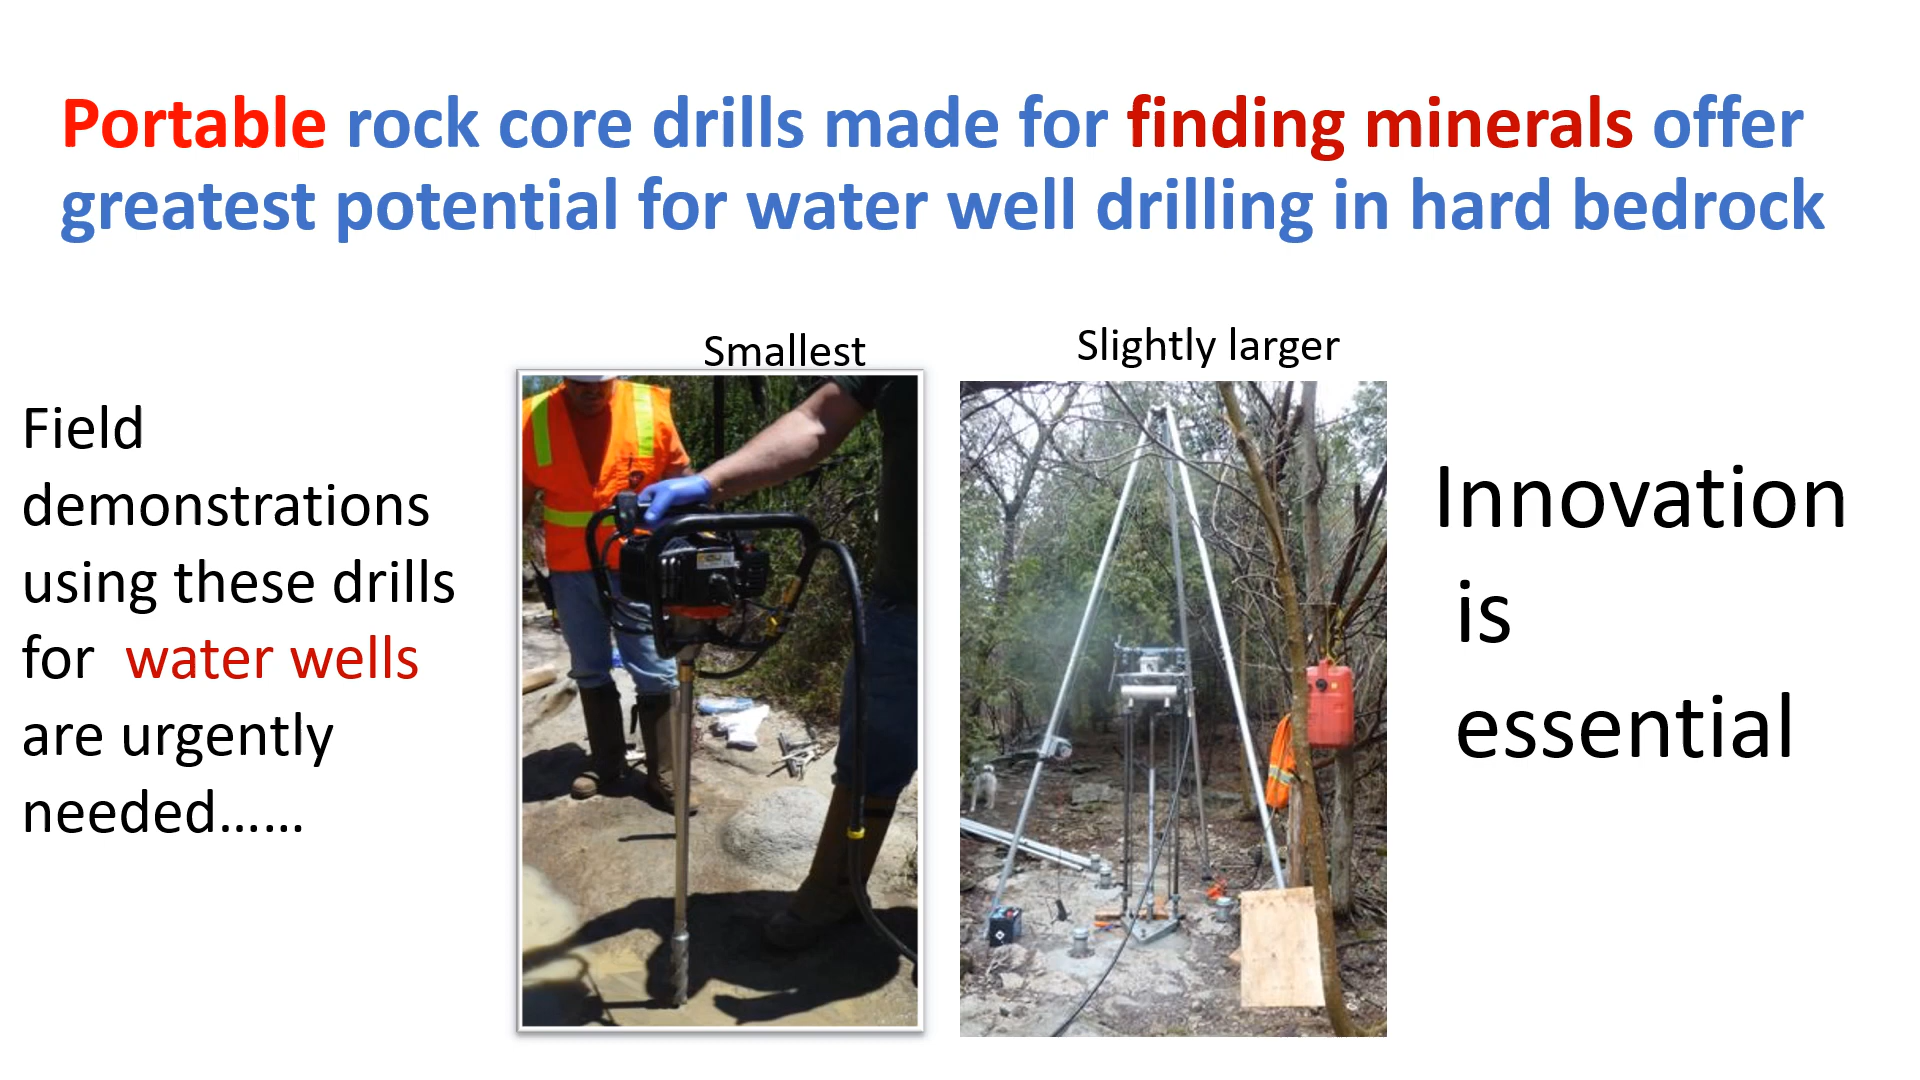 Portable rock core drills made for finding minerals offer
greatest potential for water well drilling in hard bedrock
Smallest
Slightly larger
Field
demonstrations
using these drills
for water wells
are urgently
needed……
Innovation
is
essential